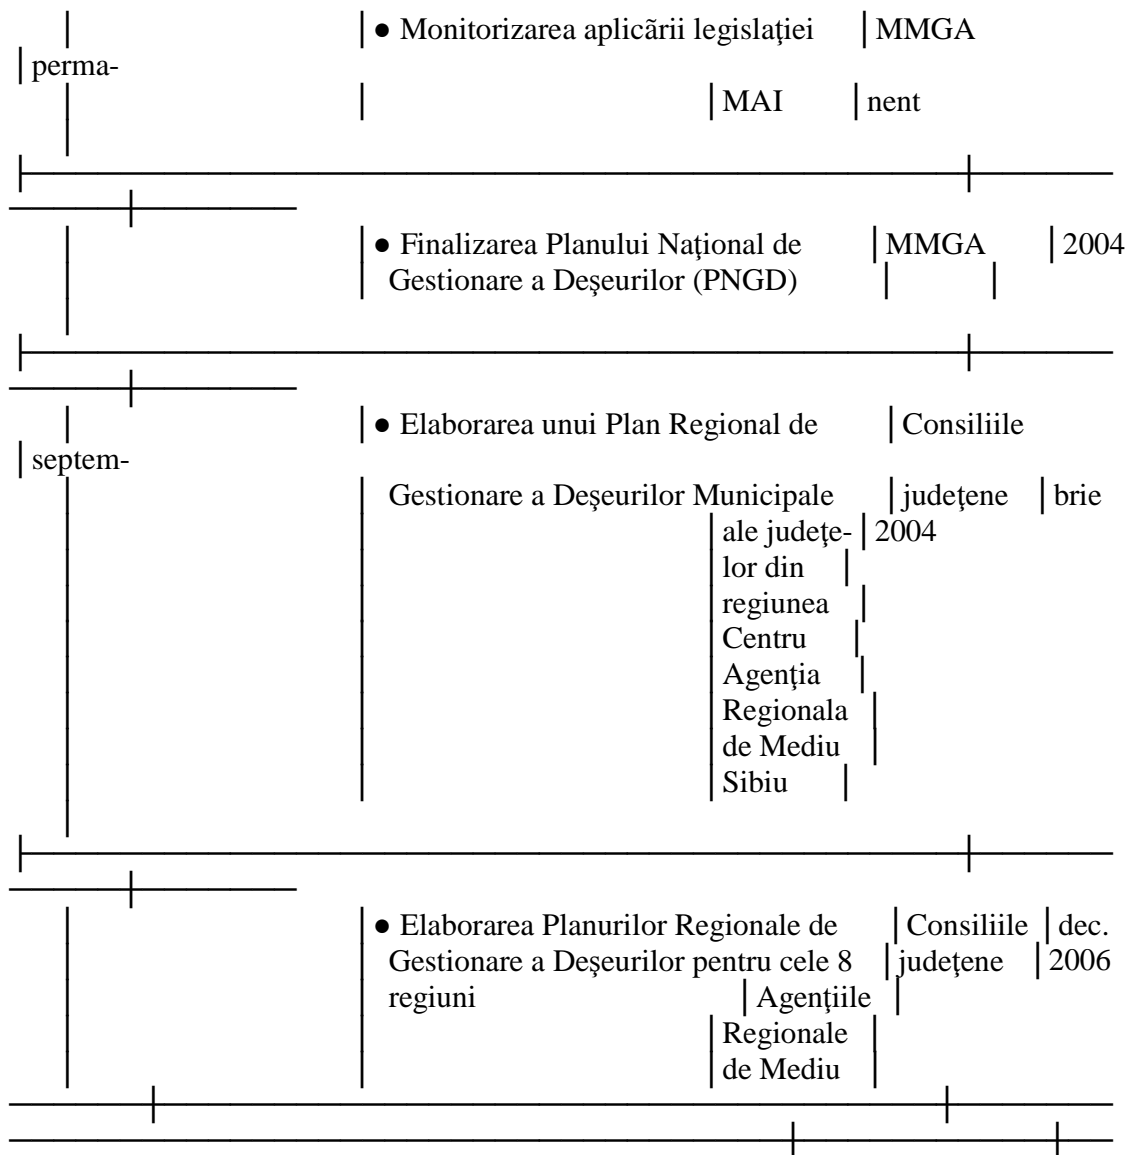 ● Monitorizarea aplicãrii legislaţiei MMGA
perma-
MAI nent
● Finalizarea Planului Naţional de MMGA 2004
Gestionare a Deşeurilor (PNGD)
● Elaborarea unui Plan Regional de Consiliile
septem-
Gestionare a Deşeurilor Municipale judeţene brie
ale judeţe- 2004
lor din
regiunea
Centru
Agenţia
Regionala
de Mediu
Sibiu
● Elaborarea Planurilor Regionale de Consiliile dec.
Gestionare a Deşeurilor pentru cele 8 judeţene 2006
regiuni Agenţiile
Regionale
de Mediu